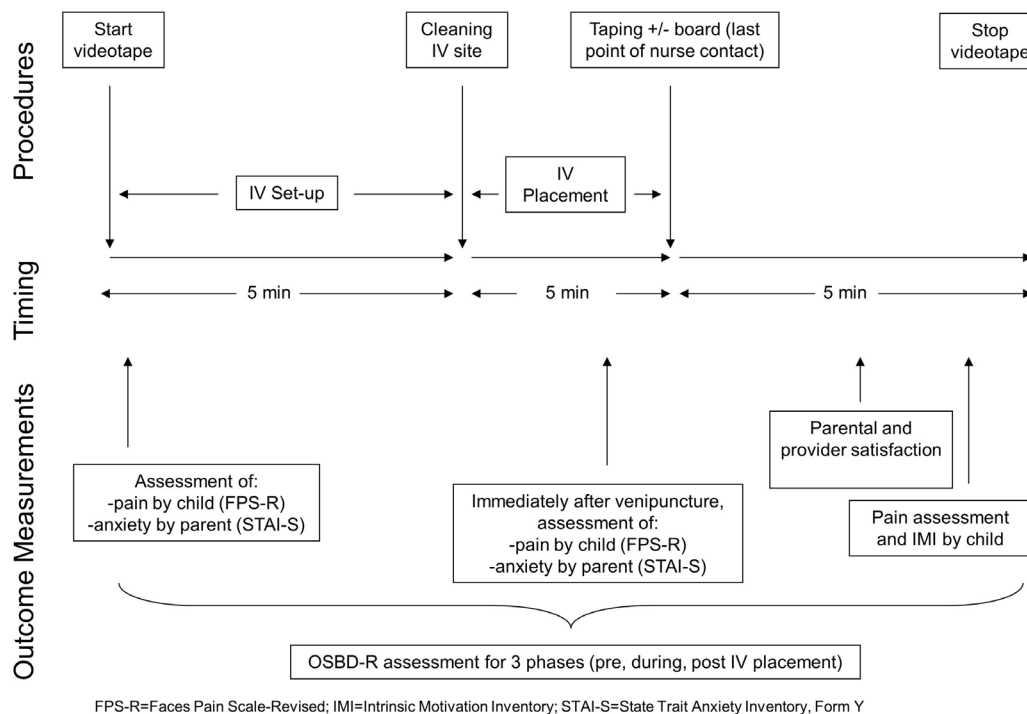 Procedures
Start
videotape
Cleaning
IV site
Taping +/- board (last
point of nurse contact)
Stop
videotape
IV Set-up
IV
Placement
Timing
5 min
5 min
5 min
Outcome Measurements
Assessment of:
-pain by child (FPS-R)
-anxiety by parent (STAI-S)
Immediately after venipuncture,
assessment of:
-pain by child (FPS-R)
-anxiety by parent (STAI-S)
Parental and
provider satisfaction
Pain assessment
and IMI by child
OSBD-R assessment for 3 phases (pre, during, post IV placement)
FPS-R=Faces Pain Scale-Revised; IMI=Intrinsic Motivation Inventory; STAI-S=State Trait Anxiety Inventory, Form Y